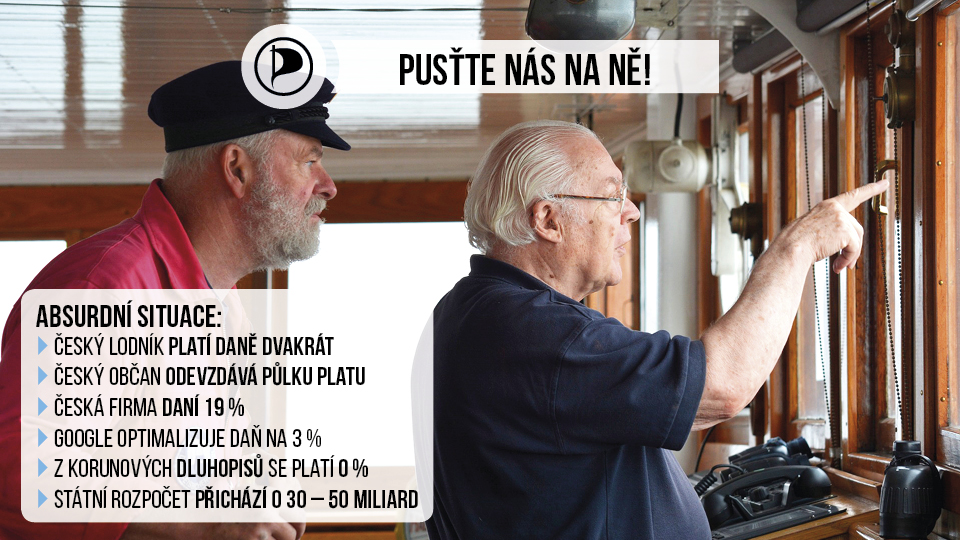 PUSŤTE NÁS NA NĚ!
ABSURDNÍ SITUACE:
ČESKÝ LODNÍK PLATÍ DANĚ DVAKRÁT
ČESKÝ OBČAN ODEVZDÁVÁ PŮLKU PLATU
ČESKÁ FIRMA DANÍ 19 %
GOOGLE OPTIMALIZUJE DAŇ NA 3 %
Z KORUNOVÝCH DLUHOPISŮ SE PLATÍ 0 %
STÁTNÍ ROZPOČET PŘICHÁZÍ O 30 – 50 MILIARD